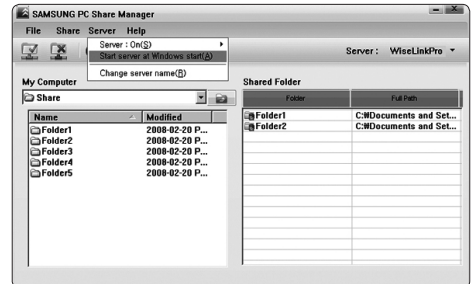 SAMSUNG PC Share Manager
File Share Server Help
Server : On(S)
Start server at Windows start(A)
Change server name(R)
Server : WiseLinkPro
My Computer
Share
Name Modified
Folder1 2008-02-20 P...
Folder2 2008-02-20 P...
Folder3 2008-02-20 P...
Folder4 2008-02-20 P...
Folder5 2008-02-20 P...
Shared Folder
Folder Full Path
Folder1 C:₩Documents and Set...
Folder2 C:₩Documents and Set...